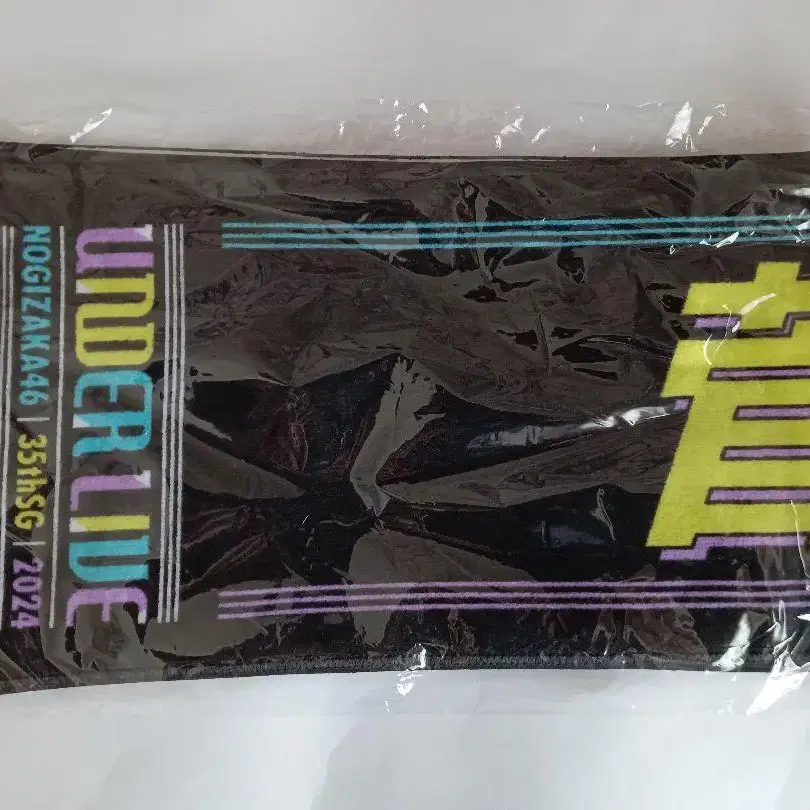 UNDER LIVE
NOGIZAKA46 | 35thSG | 2024